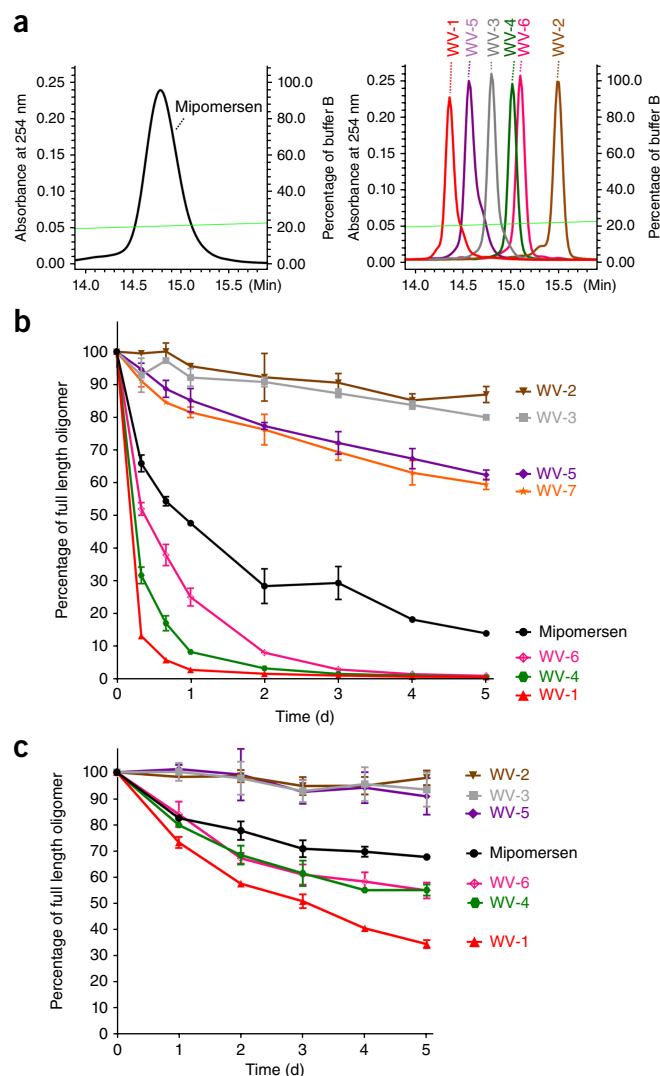 a
Absorbance at 254 nm
0.25
0.20
0.15
0.10
0.05
0.00
Mipomersen
100.0
80.0
60.0
40.0
20.0
0.00
Percentage of buffer B
14.0 14.5 15.0 15.5 (Min)
WV-1 WV-5 WV-3 WV-4 WV-6 WV-2
Absorbance at 254 nm
0.25
0.20
0.15
0.10
0.05
0.00
100.0
80.0
60.0
40.0
20.0
0.00
Percentage of buffer B
14.0 14.5 15.0 15.5 (Min)
b
Percentage of full length oligomer
100
90
80
70
60
50
40
30
20
10
0
0 1 2 3 4 5
Time (d)
WV-2
WV-3
WV-5
WV-7
Mipomersen
WV-6
WV-4
WV-1
c
Percentage of full length oligomer
100
90
80
70
60
50
40
30
20
10
0
0 1 2 3 4 5
Time (d)
WV-2
WV-3
WV-5
Mipomersen
WV-6
WV-4
WV-1